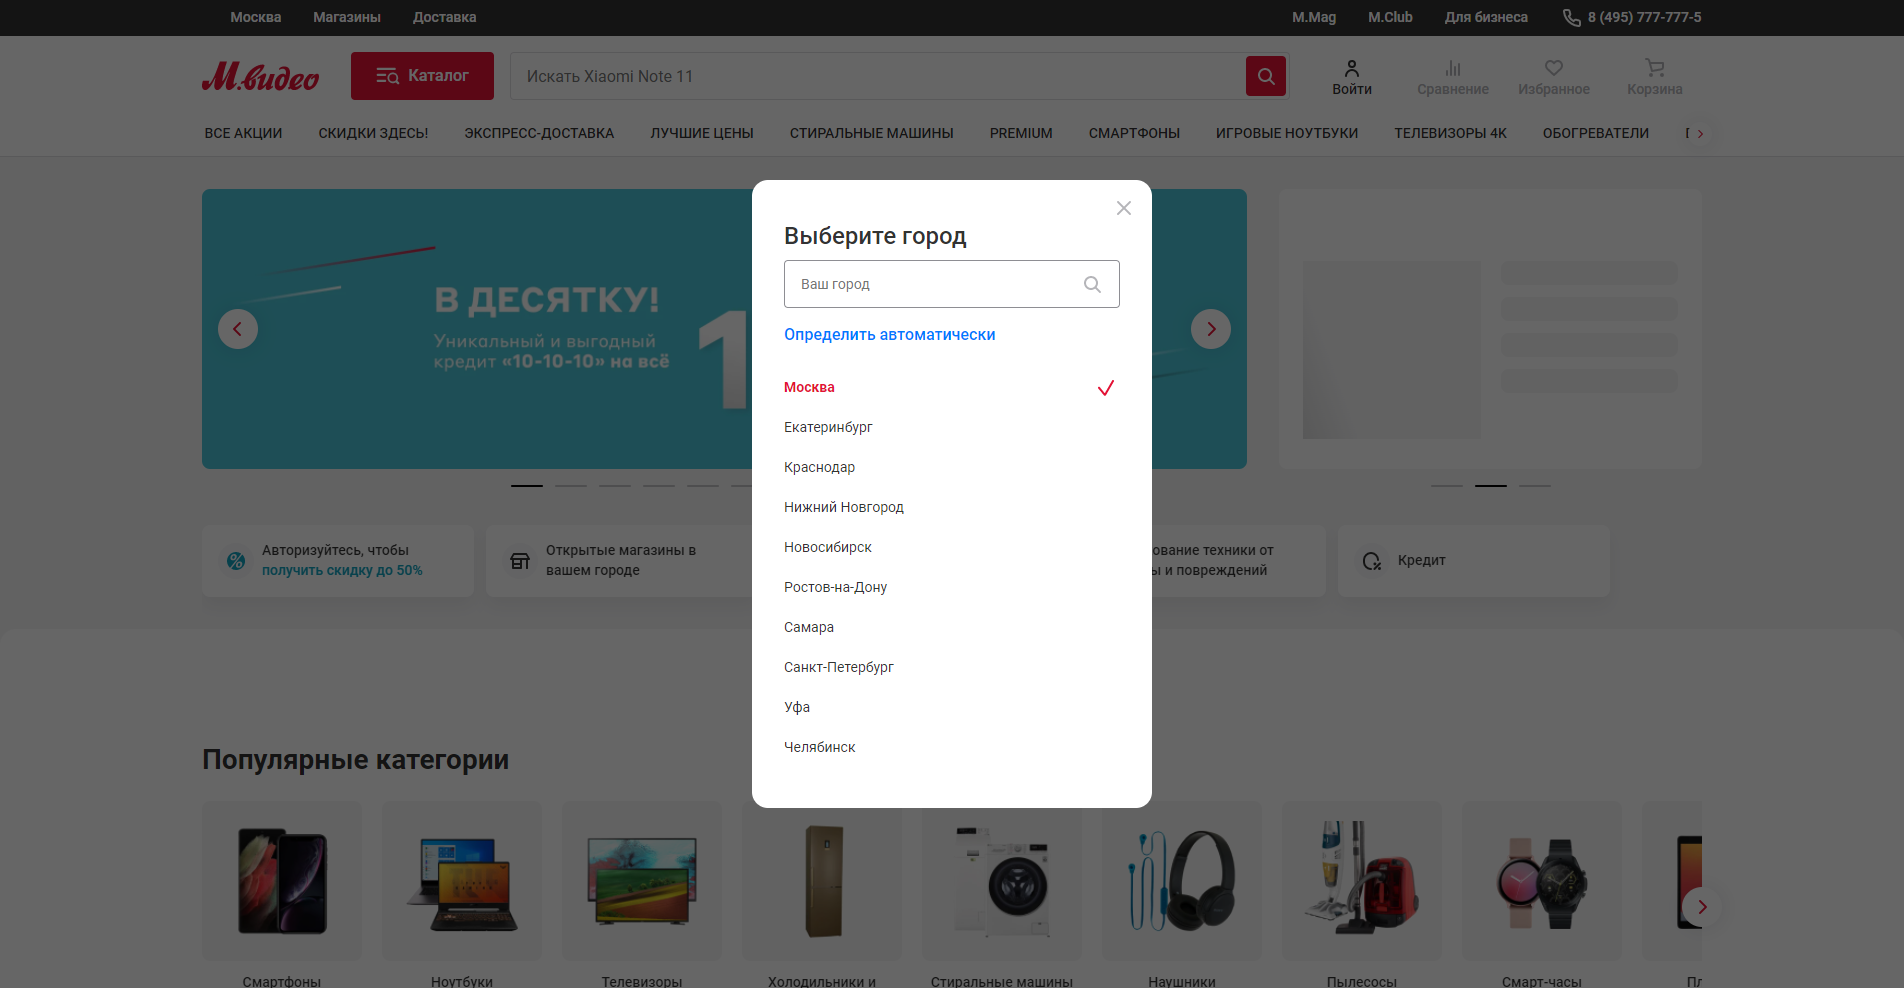 Москва
Магазины
Доставка
M.Mag
M.Club
Для бизнеса
8 (495) 777-777-5
М.видео
Каталог
Искать Xiaomi Note 11
Войти
Сравнение
Избранное
Корзина
ВСЕ АКЦИИ
СКИДКИ ЗДЕСЬ!
ЭКСПРЕСС-ДОСТАВКА
ЛУЧШИЕ ЦЕНЫ
СТИРАЛЬНЫЕ МАШИНЫ
PREMIUM
СМАРТФОНЫ
ИГРОВЫЕ НОУТБУКИ
ТЕЛЕВИЗОРЫ 4K
ОБОГРЕВАТЕЛИ
В ДЕСЯТКУ!
Уникальный и выгодный
кредит «10-10-10» на всё
1
Выберите город
Ваш город
Определить автоматически
Москва
Екатеринбург
Краснодар
Нижний Новгород
Новосибирск
Ростов-на-Дону
Самара
Санкт-Петербург
Уфа
Челябинск
Авторизуйтесь, чтобы
получить скидку до 50%
Открытые магазины в
вашем городе
ование техники от
ы и повреждений
Кредит
Популярные категории
Смартфоны
Ноутбуки
Телевизоры
Холодильники и
Стиральные машины
Наушники
Пылесосы
Смарт-часы
Пл